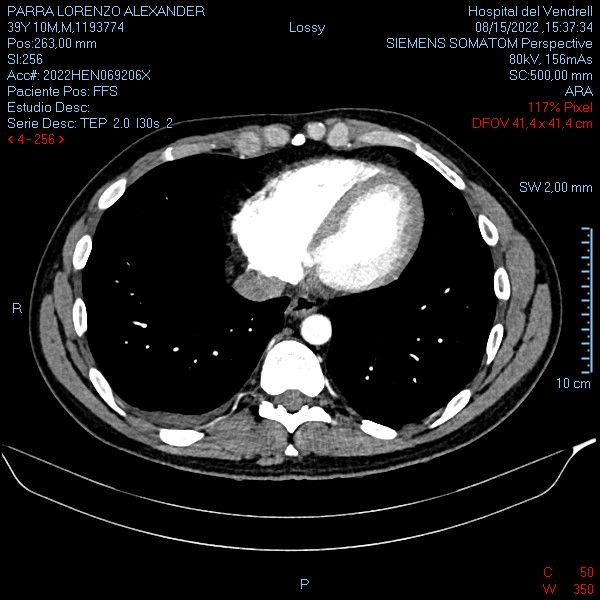 PARRA LORENZO ALEXANDER
39Y 10M,M,1193774
Pos:263,00 mm
SI:256
Acc#: 2022HEN069206X
Paciente Pos: FFS
Estudio Desc:
Serie Desc: TEP 2.0 I30s_2
< 4 - 256 >
Lossy
Hospital del Vendrell
08/15/2022 ,15:37:34
SIEMENS SOMATOM Perspective
80kV, 156mAs
SC:500,00 mm
ARA
117% Pixel
DFOV 41,4 x 41,4 cm
SW 2,00 mm
R
10 cm
P
C 50
W 350